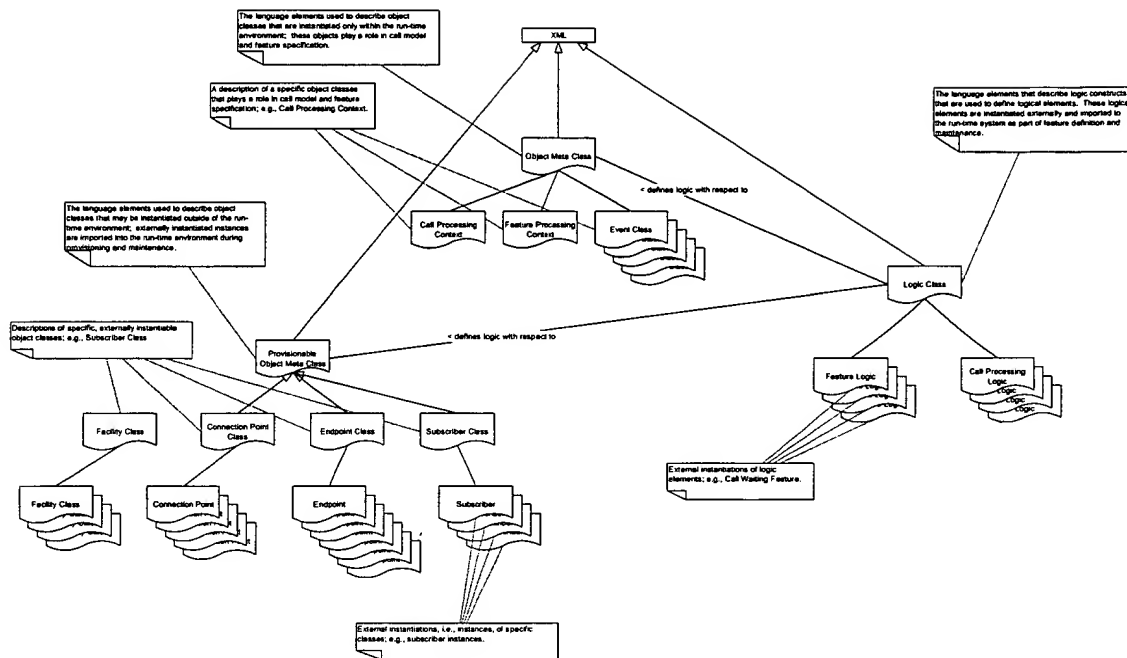 The language elements used to describe object
classes that are instantiated only within the run-time
environment; these objects play a role in call model
and feature specification.
XML
A description of a specific object classes
that plays a role in call model and feature
specification; e.g., Call Processing Context.
The language elements that describe logic constructs
that are used to define logical elements. These logical
elements are instantiated externally and imported to
the run-time system as part of feature definition and
maintenance.
Object Meta Class
< defines logic with respect to
The language elements used to describe object
classes that may be instantiated outside of the run-
time environment; externally instantiated instances
are imported into the run-time environment during
provisioning and maintenance.
Call Processing
Context
Feature Processing
Context
Event Class
Logic Class
Descriptions of specific, externally instantiable
object classes; e.g., Subscriber Class
< defines logic with respect to
Provisionable
Object Meta Class
Feature Logic
Call Processing
Logic
Logic
Logic
Logic
Facility Class
Connection Point
Class
Endpoint Class
Subscriber Class
External instantiations of logic
elements; e.g., Call Waiting Feature.
Facility Class
Connection Point
Endpoint
Subscriber
External instantiations, i.e., instances, of specific
classes; e.g., subscriber instances.